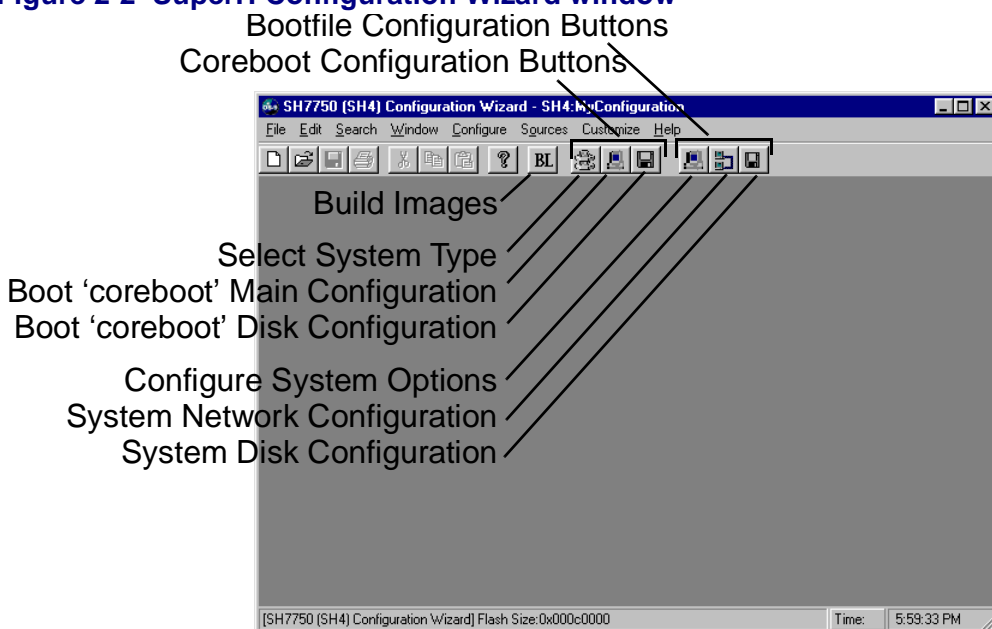 Figure 2-2 SuperH Configuration Wizard window
Bootfile Configuration Buttons
Coreboot Configuration Buttons
SH7750 (SH4) Configuration Wizard - SH4:MyConfiguration
File Edit Search Window Configure Sources Customize Help
BL
Build Images
Select System Type
Boot ‘coreboot’ Main Configuration
Boot ‘coreboot’ Disk Configuration
Configure System Options
System Network Configuration
System Disk Configuration
[SH7750 (SH4) Configuration Wizard] Flash Size:0x000c0000 Time: 5:59:33 PM